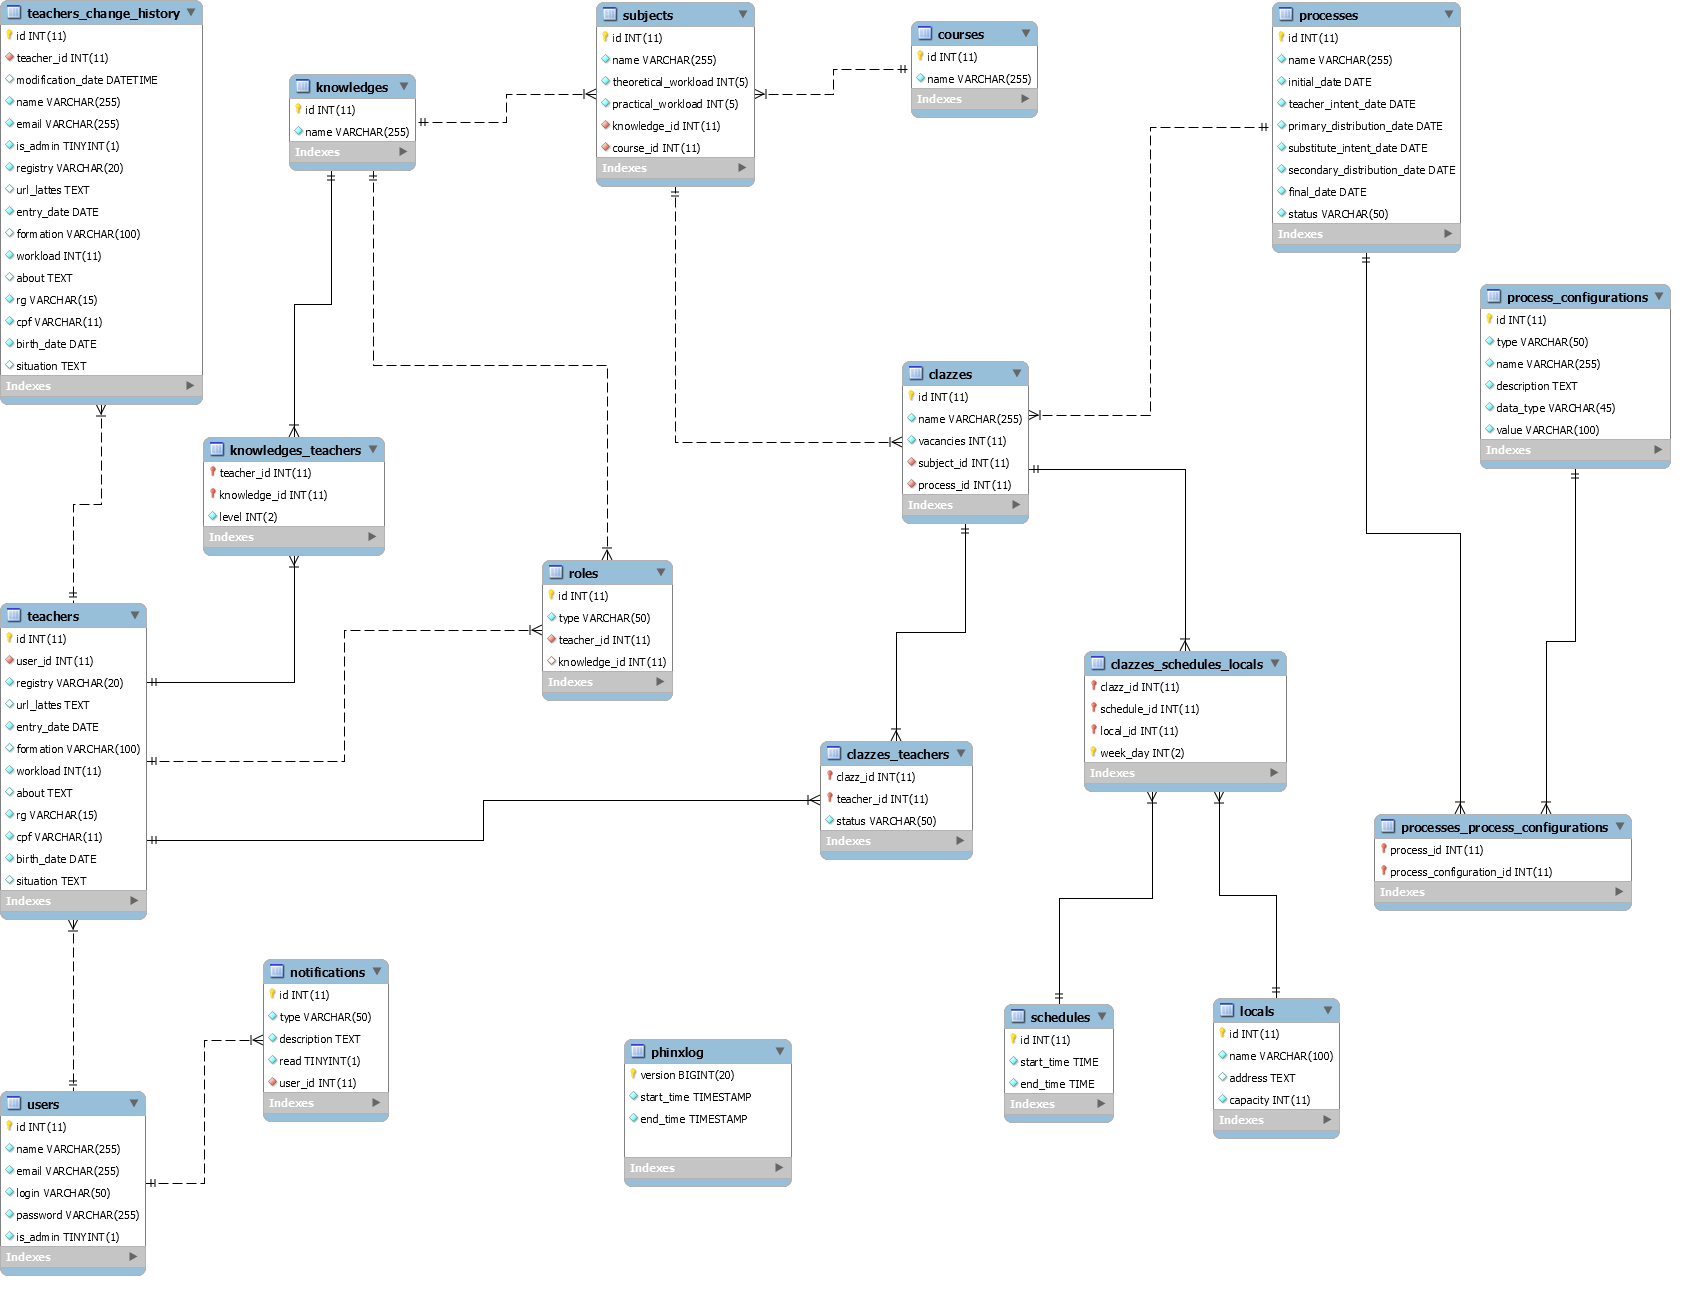 teachers_change_history
id INT(11)
teacher_id INT(11)
modification_date DATETIME
name VARCHAR(255)
email VARCHAR(255)
is_admin TINYINT(1)
registry VARCHAR(20)
url_lattes TEXT
entry_date DATE
formation VARCHAR(100)
workload INT(11)
about TEXT
rg VARCHAR(15)
cpf VARCHAR(11)
birth_date DATE
situation TEXT
Indexes
knowledges
id INT(11)
name VARCHAR(255)
Indexes
subjects
id INT(11)
name VARCHAR(255)
theoretical_workload INT(5)
practical_workload INT(5)
knowledge_id INT(11)
course_id INT(11)
Indexes
courses
id INT(11)
name VARCHAR(255)
Indexes
processes
id INT(11)
name VARCHAR(255)
initial_date DATE
teacher_intent_date DATE
primary_distribution_date DATE
substitute_intent_date DATE
secondary_distribution_date DATE
final_date DATE
status VARCHAR(50)
Indexes
process_configurations
id INT(11)
type VARCHAR(50)
name VARCHAR(255)
description TEXT
data_type VARCHAR(45)
value VARCHAR(100)
Indexes
clazzes
id INT(11)
name VARCHAR(255)
vacancies INT(11)
subject_id INT(11)
process_id INT(11)
Indexes
knowledges_teachers
teacher_id INT(11)
knowledge_id INT(11)
level INT(2)
Indexes
roles
id INT(11)
type VARCHAR(50)
teacher_id INT(11)
knowledge_id INT(11)
Indexes
teachers
id INT(11)
user_id INT(11)
registry VARCHAR(20)
url_lattes TEXT
entry_date DATE
formation VARCHAR(100)
workload INT(11)
about TEXT
rg VARCHAR(15)
cpf VARCHAR(11)
birth_date DATE
situation TEXT
Indexes
clazzes_schedules_locals
clazz_id INT(11)
schedule_id INT(11)
local_id INT(11)
week_day INT(2)
Indexes
clazzes_teachers
clazz_id INT(11)
teacher_id INT(11)
status VARCHAR(50)
Indexes
processes_process_configurations
process_id INT(11)
process_configuration_id INT(11)
Indexes
notifications
id INT(11)
type VARCHAR(50)
description TEXT
read TINYINT(1)
user_id INT(11)
Indexes
phinxlog
version BIGINT(20)
start_time TIMESTAMP
end_time TIMESTAMP
Indexes
schedules
id INT(11)
start_time TIME
end_time TIME
Indexes
locals
id INT(11)
name VARCHAR(100)
address TEXT
capacity INT(11)
Indexes
users
id INT(11)
name VARCHAR(255)
email VARCHAR(255)
login VARCHAR(50)
password VARCHAR(255)
is_admin TINYINT(1)
Indexes